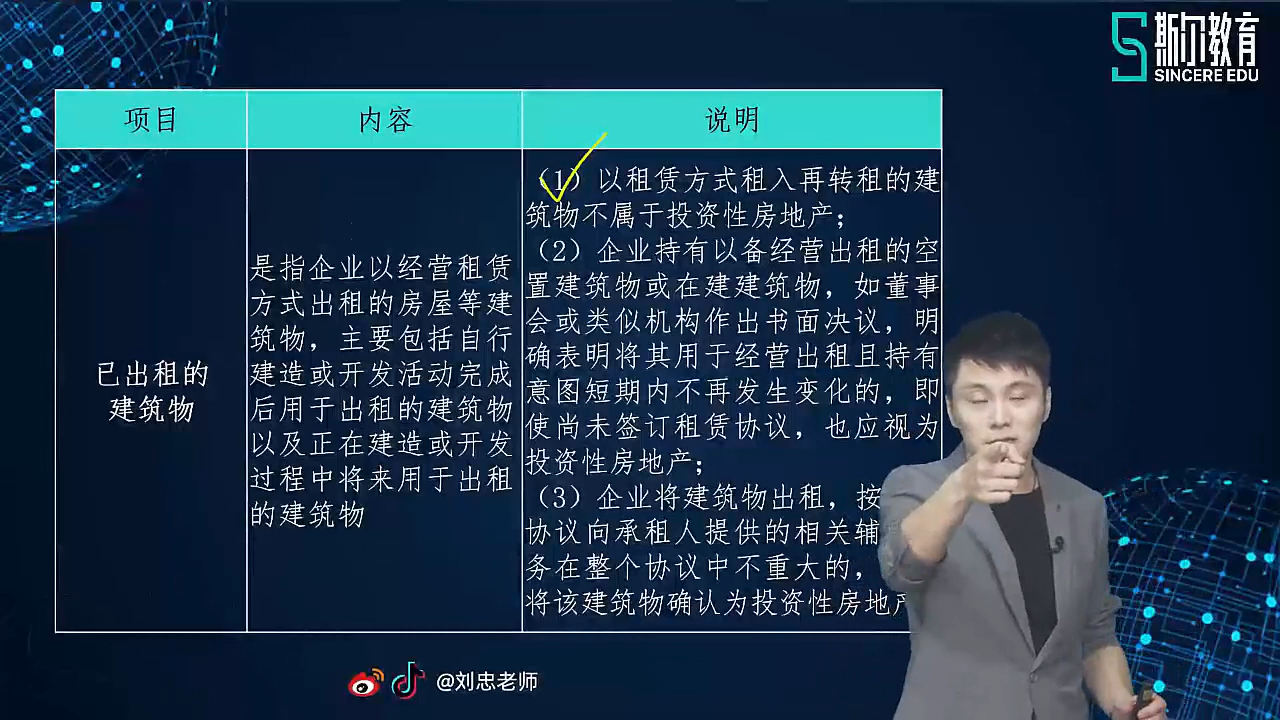 斯尔教育
SINCERE EDU
项目
内容
说明
已出租的
建筑物
是指企业以经营租赁
方式出租的房屋等建
筑物，主要包括自行
建造或开发活动完成
后用于出租的建筑物
以及正在建造或开发
过程中将来用于出租
的建筑物
（1）以租赁方式租入再转租的建
筑物不属于投资性房地产；
（2）企业持有以备经营出租的空
置建筑物或在建建筑物，如董事
会或类似机构作出书面决议，明
确表明将其用于经营出租且持有
意图短期内不再发生变化的，即
使尚未签订租赁协议，也应视为
投资性房地产；
（3）企业将建筑物出租，按
协议向承租人提供的相关辅
务在整个协议中不重大的，
将该建筑物确认为投资性房地产
@刘忠老师